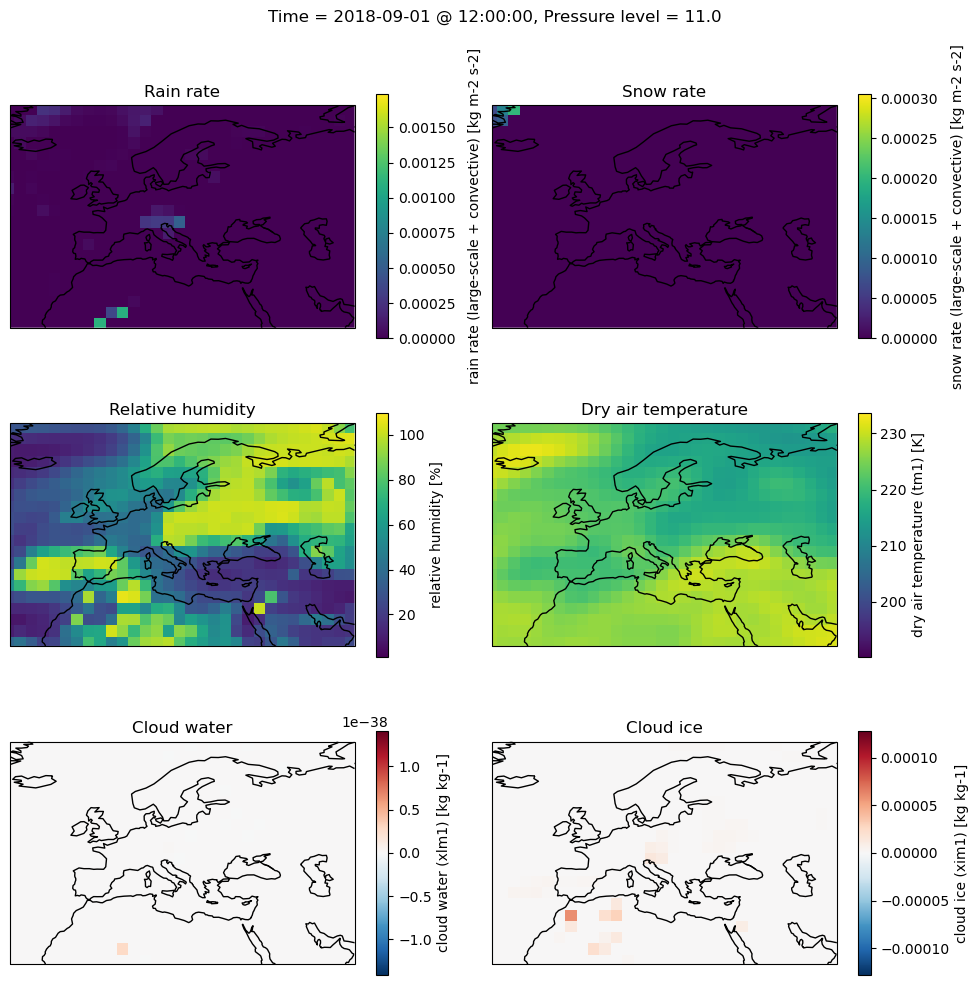 Time = 2018-09-01 @ 12:00:00, Pressure level = 11.0
Rain rate
0.00150
0.00125
0.00100
0.00075
0.00050
0.00025
0.00000
rain rate (large-scale + convective) [kg m-2 s-2]
Snow rate
0.00030
0.00025
0.00020
0.00015
0.00010
0.00005
0.00000
snow rate (large-scale + convective) [kg m-2 s-2]
Relative humidity
100
80
60
40
20
relative humidity [%]
Dry air temperature
230
220
210
200
dry air temperature (tm1) [K]
Cloud water
1e−38
1.0
0.5
0.0
−0.5
−1.0
cloud water (xlm1) [kg kg-1]
Cloud ice
0.00010
0.00005
0.00000
−0.00005
−0.00010
cloud ice (xim1) [kg kg-1]